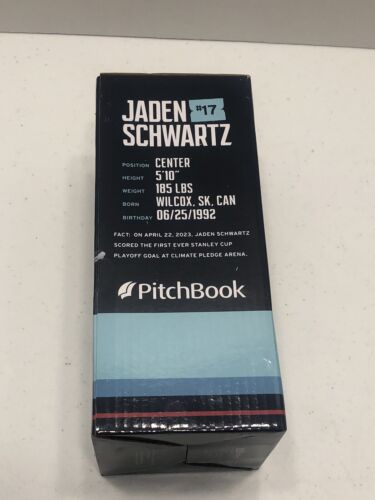 JADEN #17
SCHWARTZ
POSITION CENTER
HEIGHT 5'10"
WEIGHT 185 LBS
BORN WILCOX, SK, CAN
BIRTHDAY 06/25/1992
FACT: ON APRIL 22, 2023, JADEN SCHWARTZ
SCORED THE FIRST EVER STANLEY CUP
PLAYOFF GOAL AT CLIMATE PLEDGE ARENA.
PitchBook